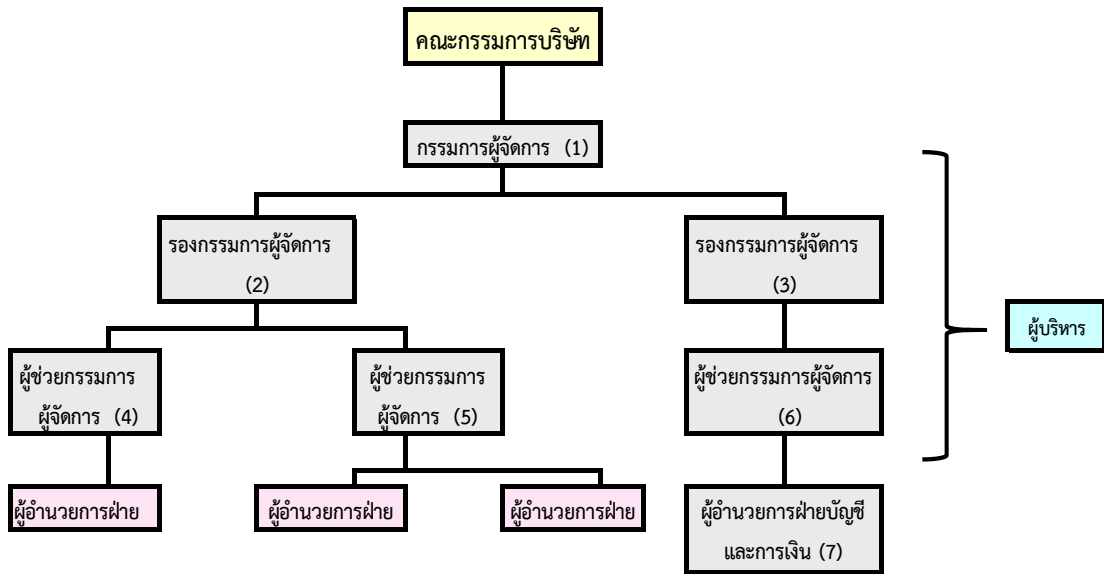 คณะกรรมการบริษัท
กรรมการผู้จัดการ (1)
รองกรรมการผู้จัดการ
(2)
รองกรรมการผู้จัดการ
(3)
ผู้บริหาร
ผู้ช่วยกรรมการ
ผู้จัดการ (4)
ผู้ช่วยกรรมการ
ผู้จัดการ (5)
ผู้ช่วยกรรมการผู้จัดการ
(6)
ผู้อำนวยการฝ่าย
ผู้อำนวยการฝ่าย
ผู้อำนวยการฝ่าย
ผู้อำนวยการฝ่ายบัญชี
และการเงิน (7)